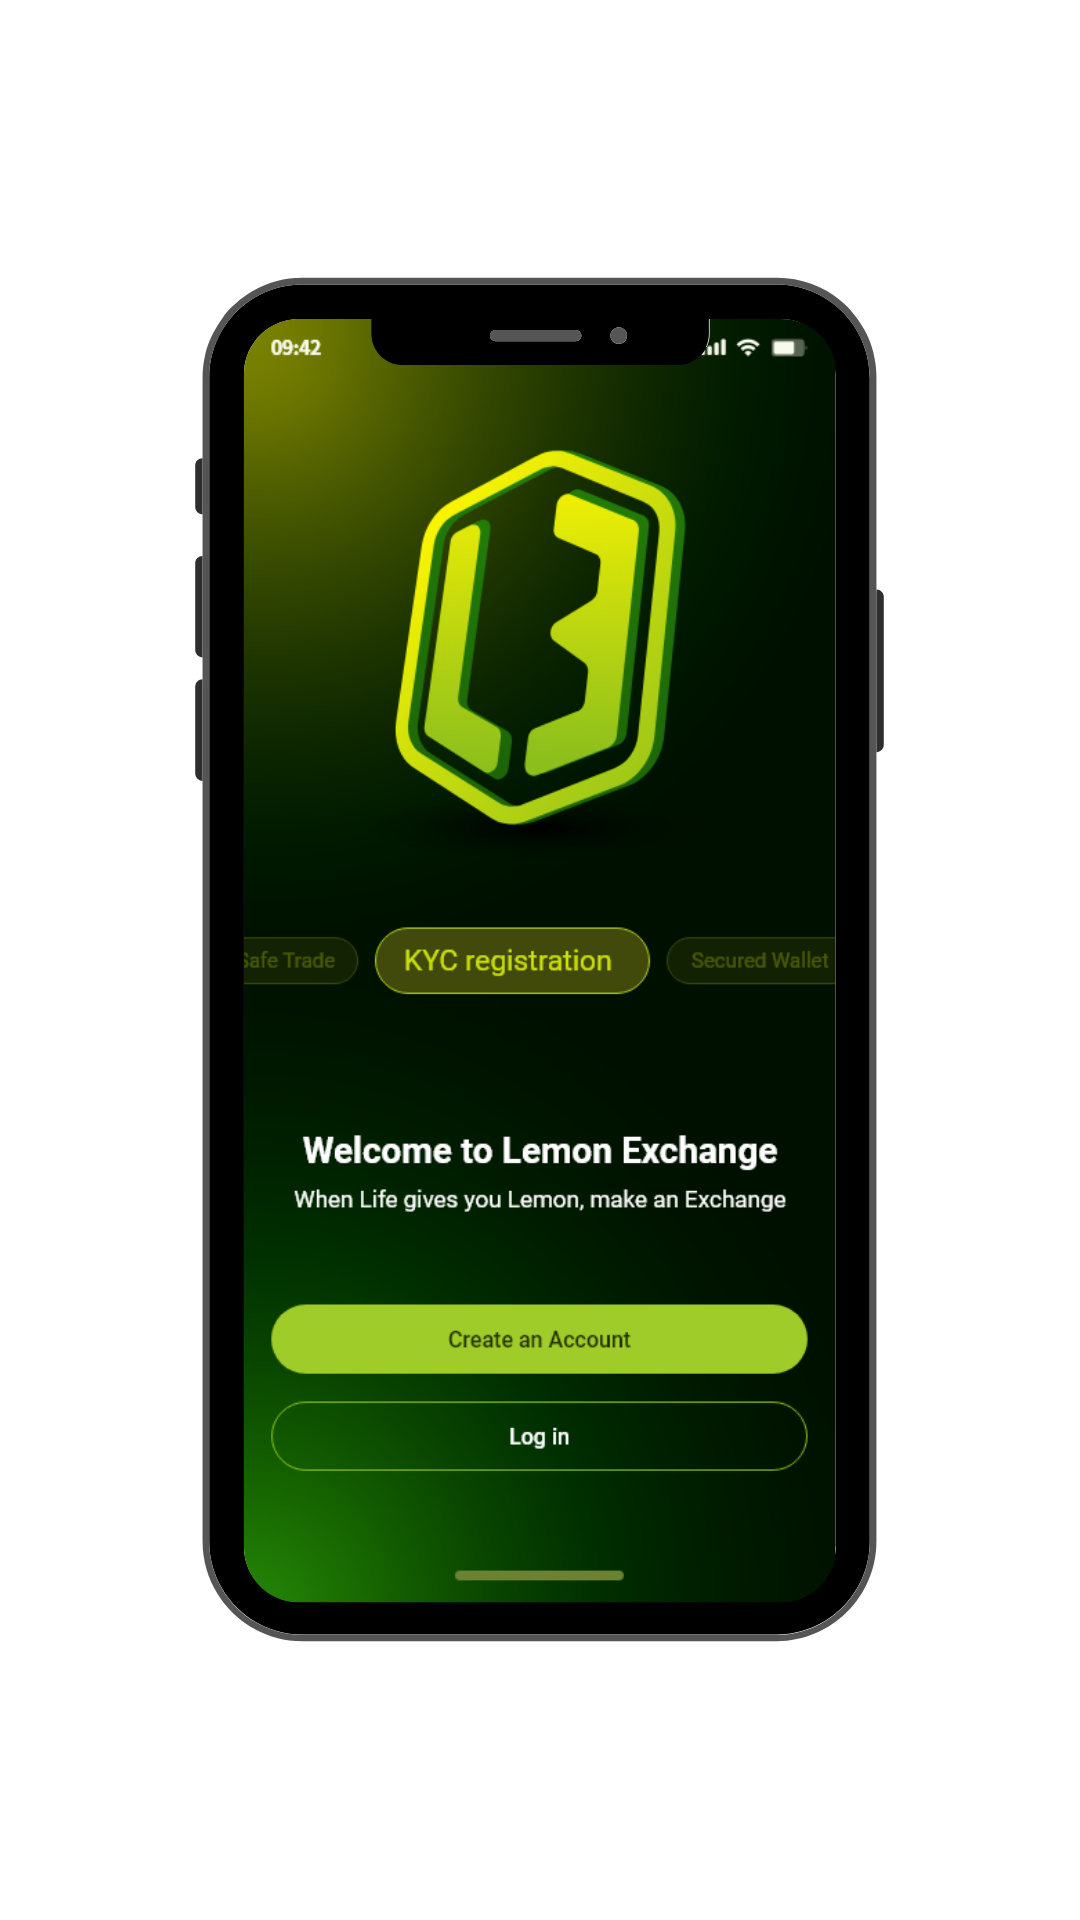 09:42
Safe Trade
KYC registration
Secured Wallet
Welcome to Lemon Exchange
When Life gives you Lemon, make an Exchange
Create an Account
Log in